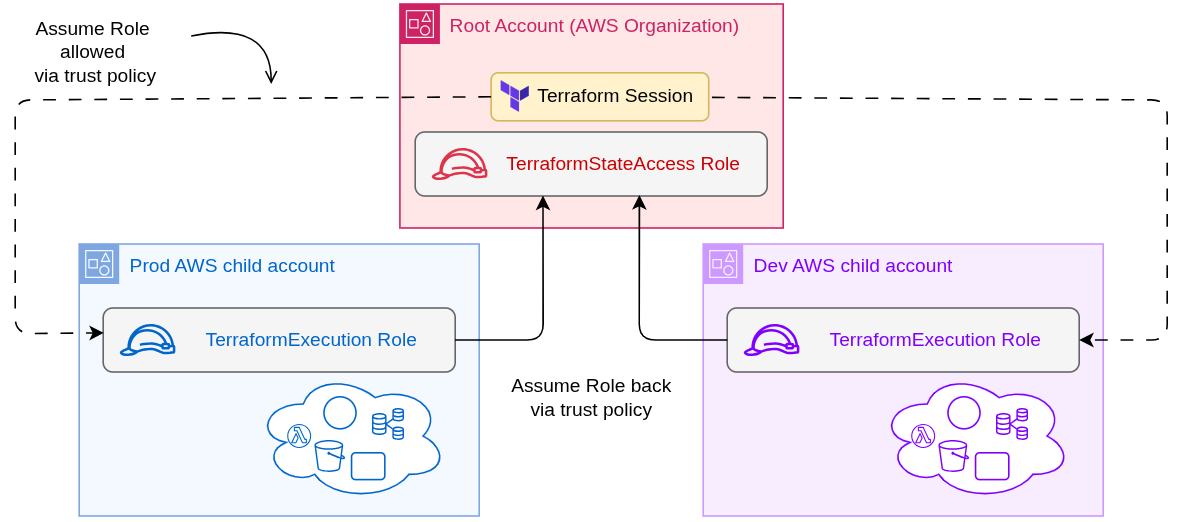 Assume Role
allowed
via trust policy
Root Account (AWS Organization)
Terraform Session
TerraformStateAccess Role
Prod AWS child account
TerraformExecution Role
Dev AWS child account
TerraformExecution Role
Assume Role back
via trust policy